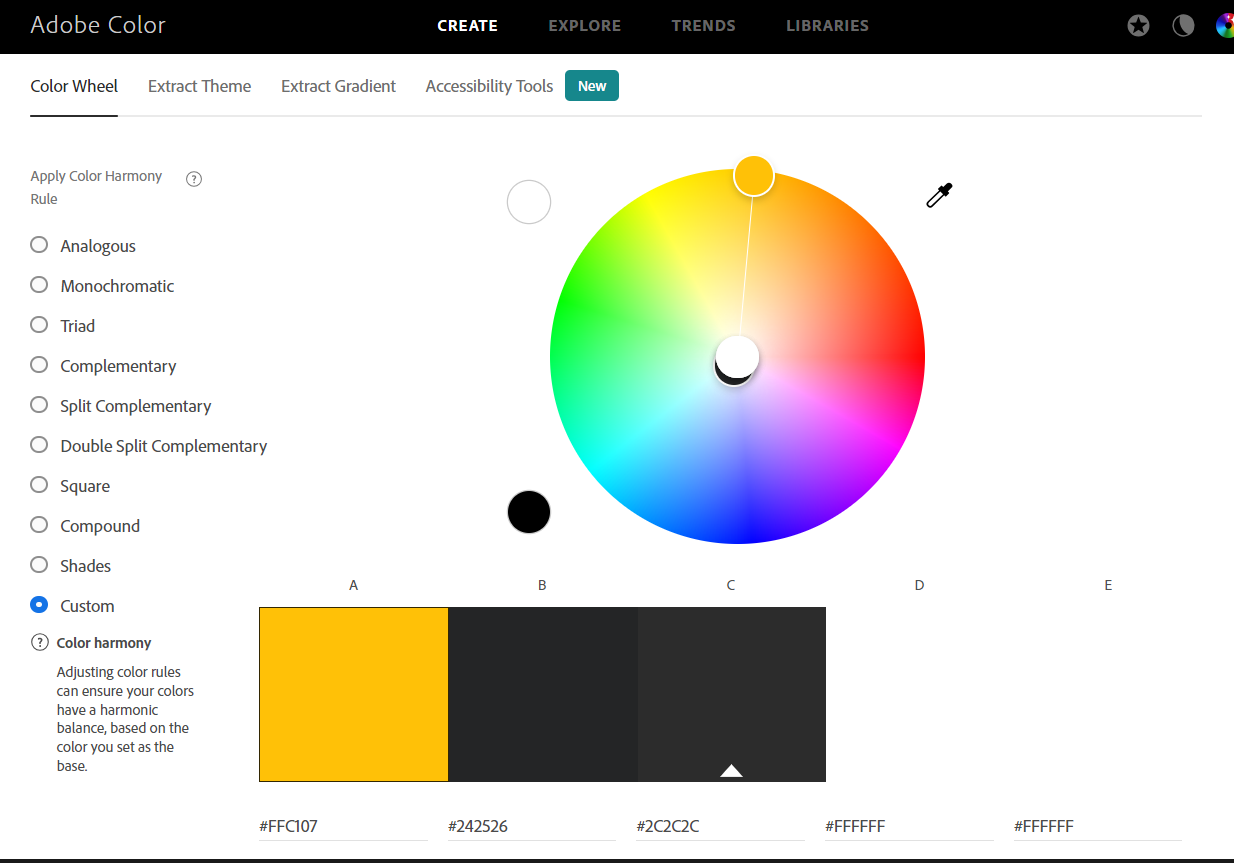 Adobe Color
CREATE
EXPLORE
TRENDS
LIBRARIES
Color Wheel
Extract Theme
Extract Gradient
Accessibility Tools
New
Apply Color Harmony
Rule
?
Analogous
Monochromatic
Triad
Complementary
Split Complementary
Double Split Complementary
Square
Compound
Shades
Custom
? Color harmony
Adjusting color rules
can ensure your colors
have a harmonic
balance, based on the
color you set as the
base.
A
B
C
D
E
#FFC107
#242526
#2C2C2C
#FFFFFF
#FFFFFF